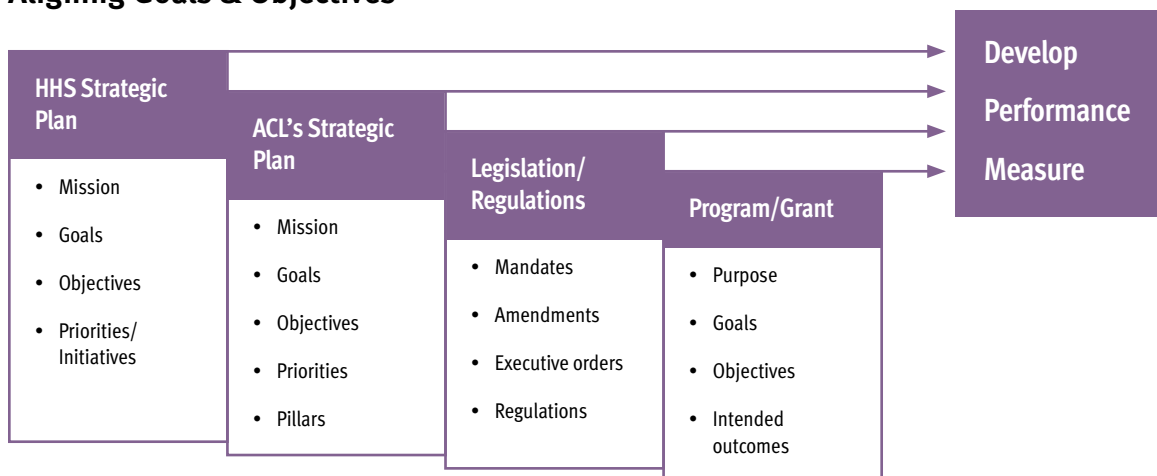 Aligning Goals & Objectives
HHS Strategic
Plan
• Mission
• Goals
• Objectives
• Priorities/
Initiatives
ACL's Strategic
Plan
• Mission
• Goals
• Objectives
• Priorities
• Pillars
Legislation/
Regulations
• Mandates
• Amendments
• Executive orders
• Regulations
Program/Grant
• Purpose
• Goals
• Objectives
• Intended
outcomes
Develop
Performance
Measure